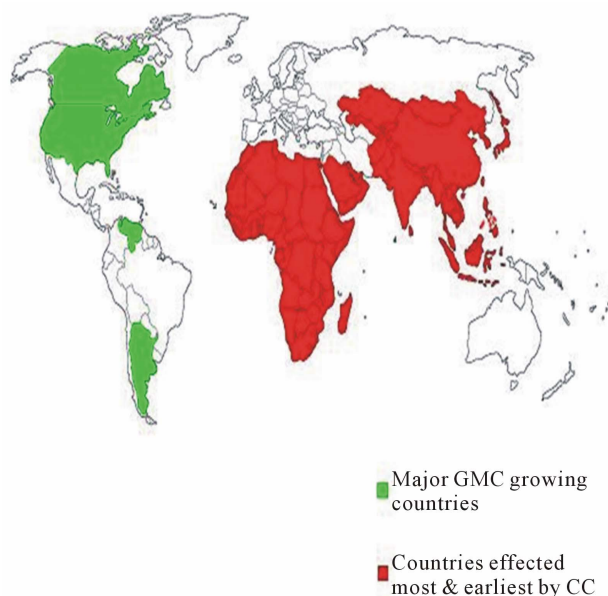 Major GMC growing
countries
Countries effected
most & earliest by CC